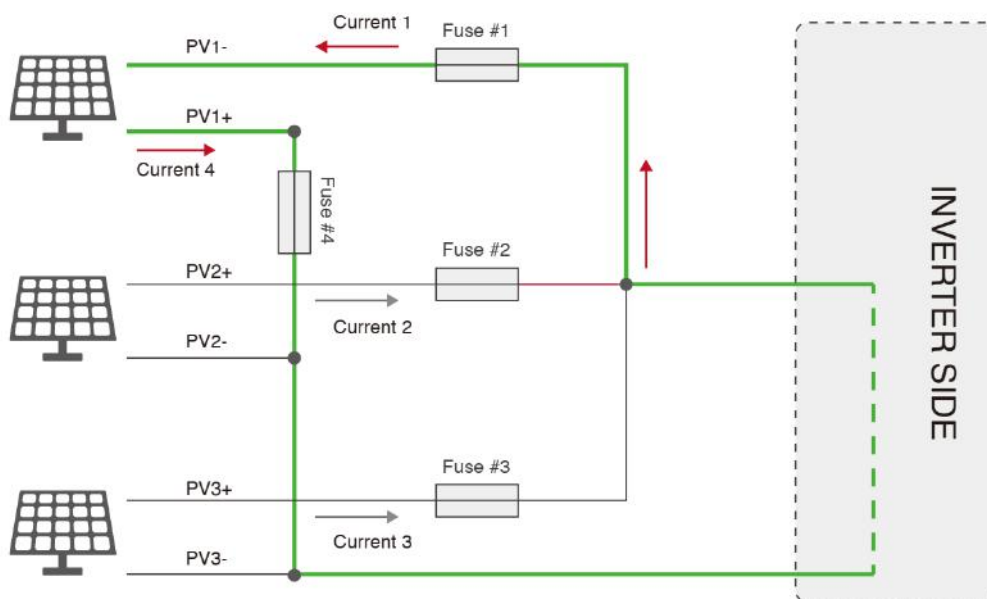 Current 1
PV1-
Fuse #1
PV1+
Current 4
Fuse #4
PV2+
Fuse #2
Current 2
PV2-
INVERTER SIDE
PV3+
Fuse #3
Current 3
PV3-